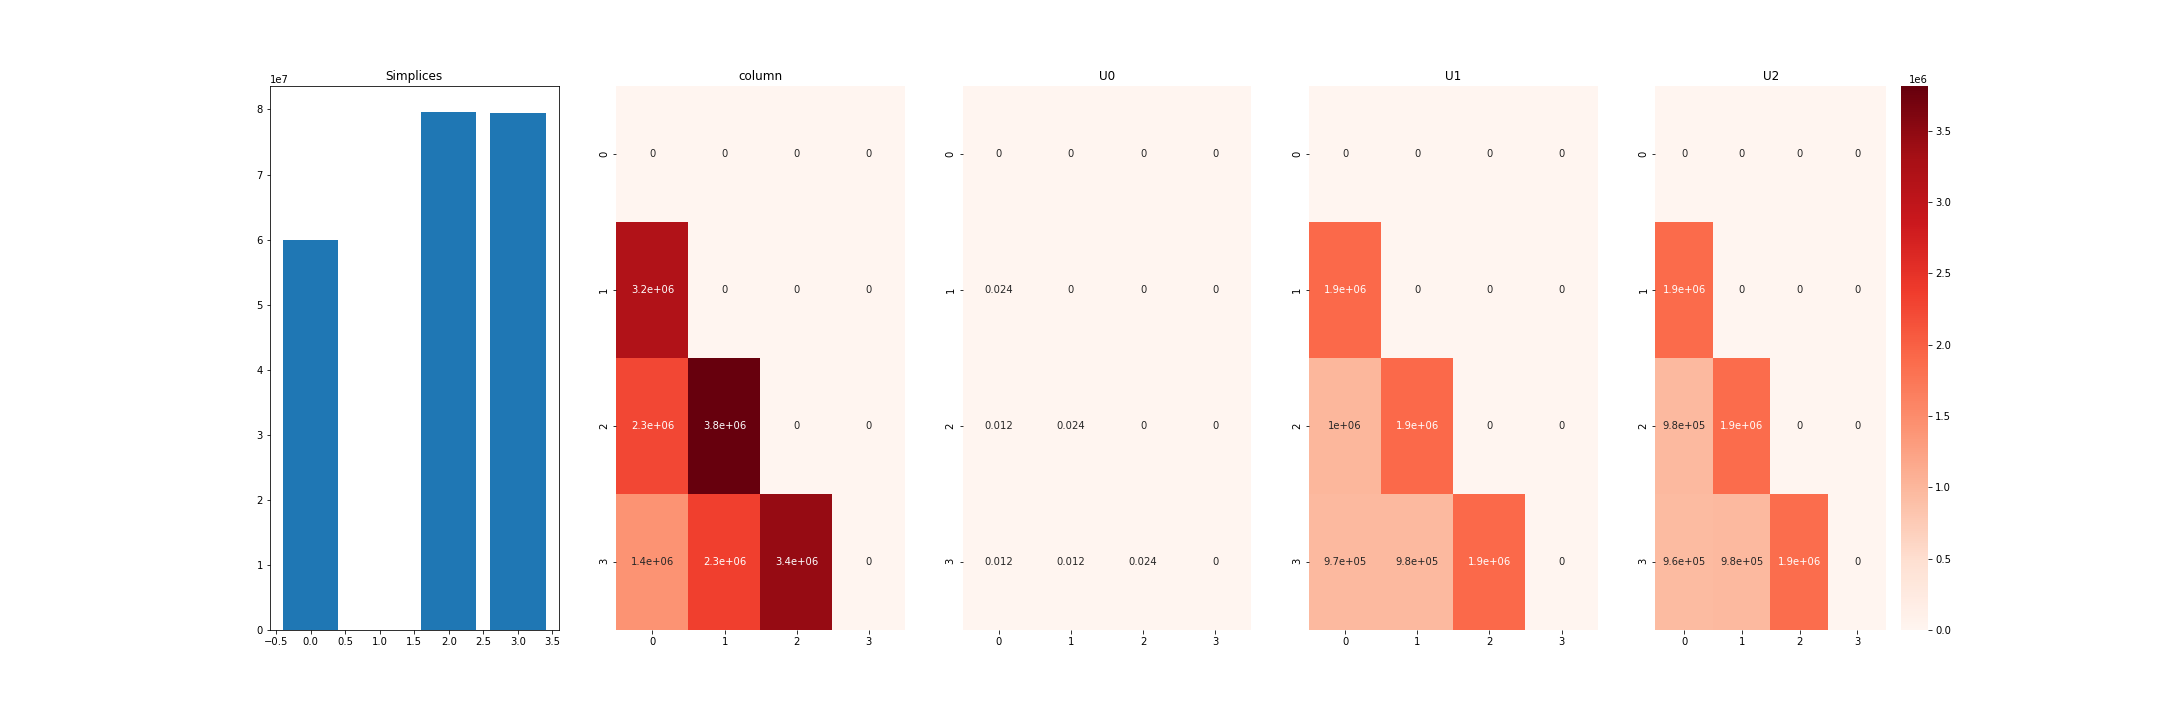 Simplices
column
U0
U1
U2
1e7
1e6
8
7
6
5
4
3
2
1
0
−0.5 0.0 0.5 1.0 1.5 2.0 2.5 3.0 3.5
0
0 0 0 0
1
3.2e+06 0 0 0
2
2.3e+06 3.8e+06 0 0
3
1.4e+06 2.3e+06 3.4e+06 0
0 1 2 3
0
0 0 0 0
1
0.024 0 0 0
2
0.012 0.024 0 0
3
0.012 0.012 0.024 0
0 1 2 3
0
0 0 0 0
1
1.9e+06 0 0 0
2
1e+06 1.9e+06 0 0
3
9.7e+05 9.8e+05 1.9e+06 0
0 1 2 3
0
0 0 0 0
1
1.9e+06 0 0 0
2
9.8e+05 1.9e+06 0 0
3
9.6e+05 9.8e+05 1.9e+06 0
0 1 2 3
3.5
3.0
2.5
2.0
1.5
1.0
0.5
0.0